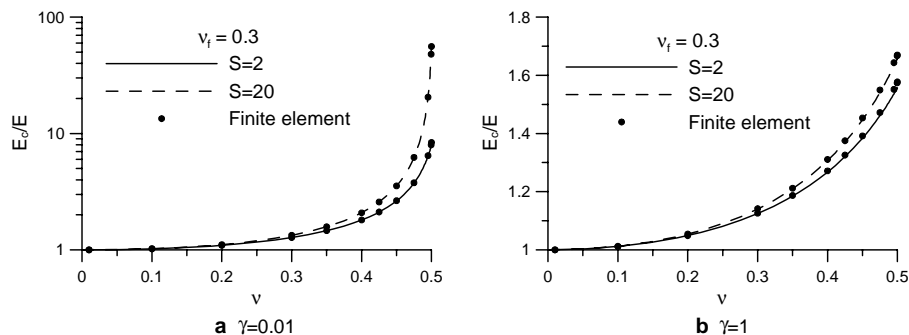 100
10
1
E_c/E
ν_f = 0.3
S=2
S=20
Finite element
0 0.1 0.2 0.3 0.4 0.5
ν
a γ=0.01
1.8
1.6
1.4
1.2
1
E_c/E
ν_f = 0.3
S=2
S=20
Finite element
0 0.1 0.2 0.3 0.4 0.5
ν
b γ=1